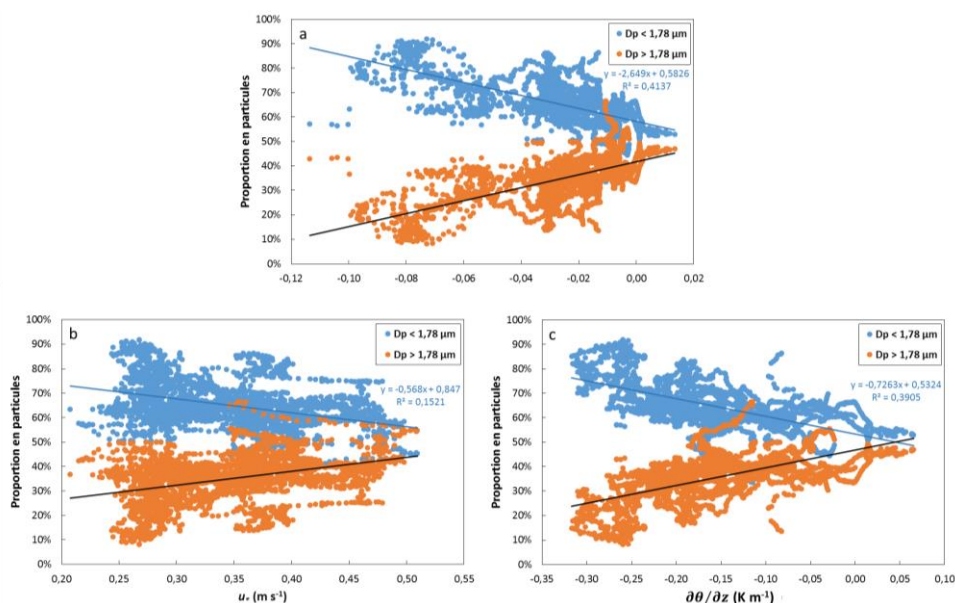 a
Dp < 1,78 µm
Dp > 1,78 µm
y = -2,649x + 0,5826
R² = 0,4137
Proportion en particules
100%
90%
80%
70%
60%
50%
40%
30%
20%
10%
0%
-0,12 -0,10 -0,08 -0,06 -0,04 -0,02 0,00 0,02
b
Dp < 1,78 µm
Dp > 1,78 µm
y = -0,568x + 0,847
R² = 0,1521
Proportion en particules
100%
90%
80%
70%
60%
50%
40%
30%
20%
10%
0%
0,20 0,25 0,30 0,35 0,40 0,45 0,50 0,55
u* (m s⁻¹)
c
Dp < 1,78 µm
Dp > 1,78 µm
y = -0,7263x + 0,5324
R² = 0,3905
Proportion en particules
100%
90%
80%
70%
60%
50%
40%
30%
20%
10%
0%
-0,35 -0,30 -0,25 -0,20 -0,15 -0,10 -0,05 0,00 0,05 0,10
∂θ/∂z (K m⁻¹)